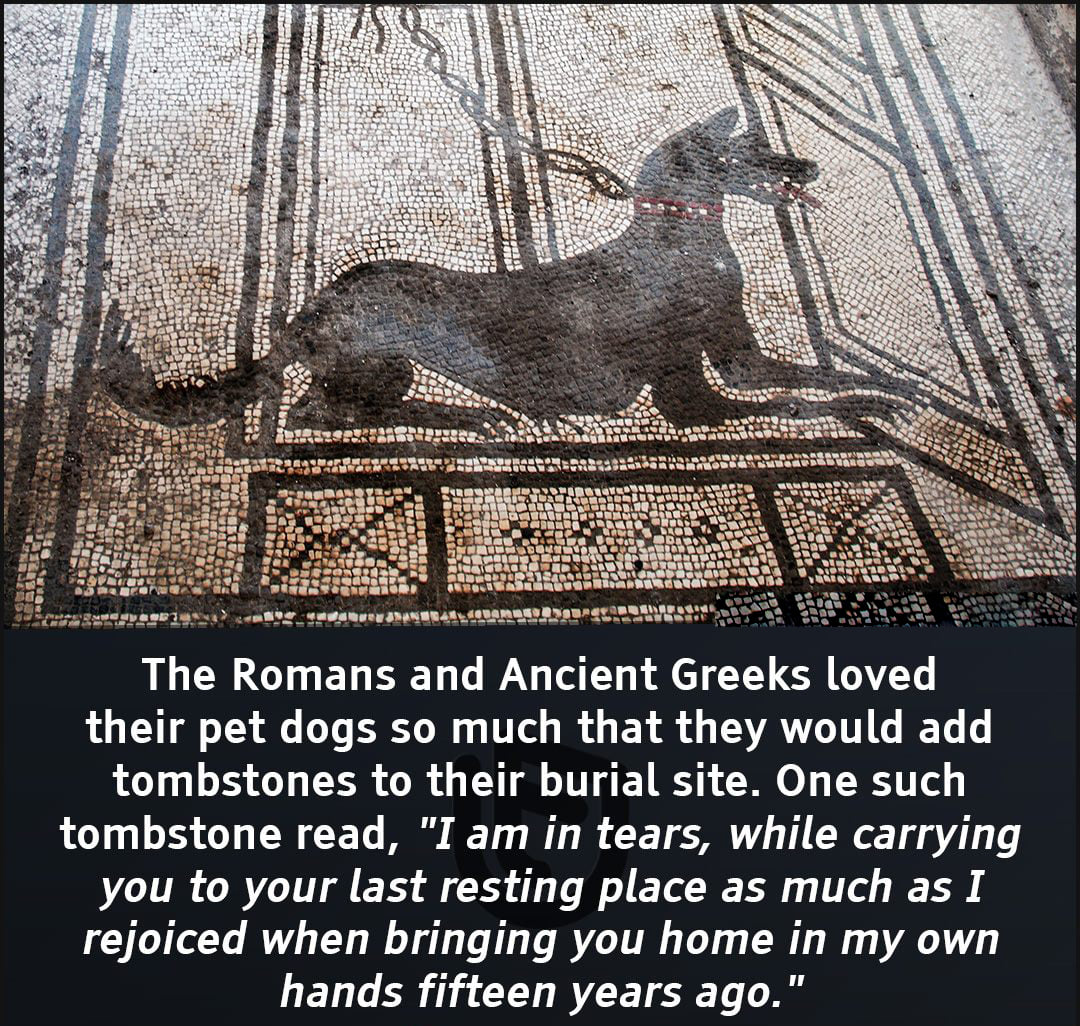 The Romans and Ancient Greeks loved
their pet dogs so much that they would add
tombstones to their burial site. One such
tombstone read, "I am in tears, while carrying
you to your last resting place as much as I
rejoiced when bringing you home in my own
hands fifteen years ago."